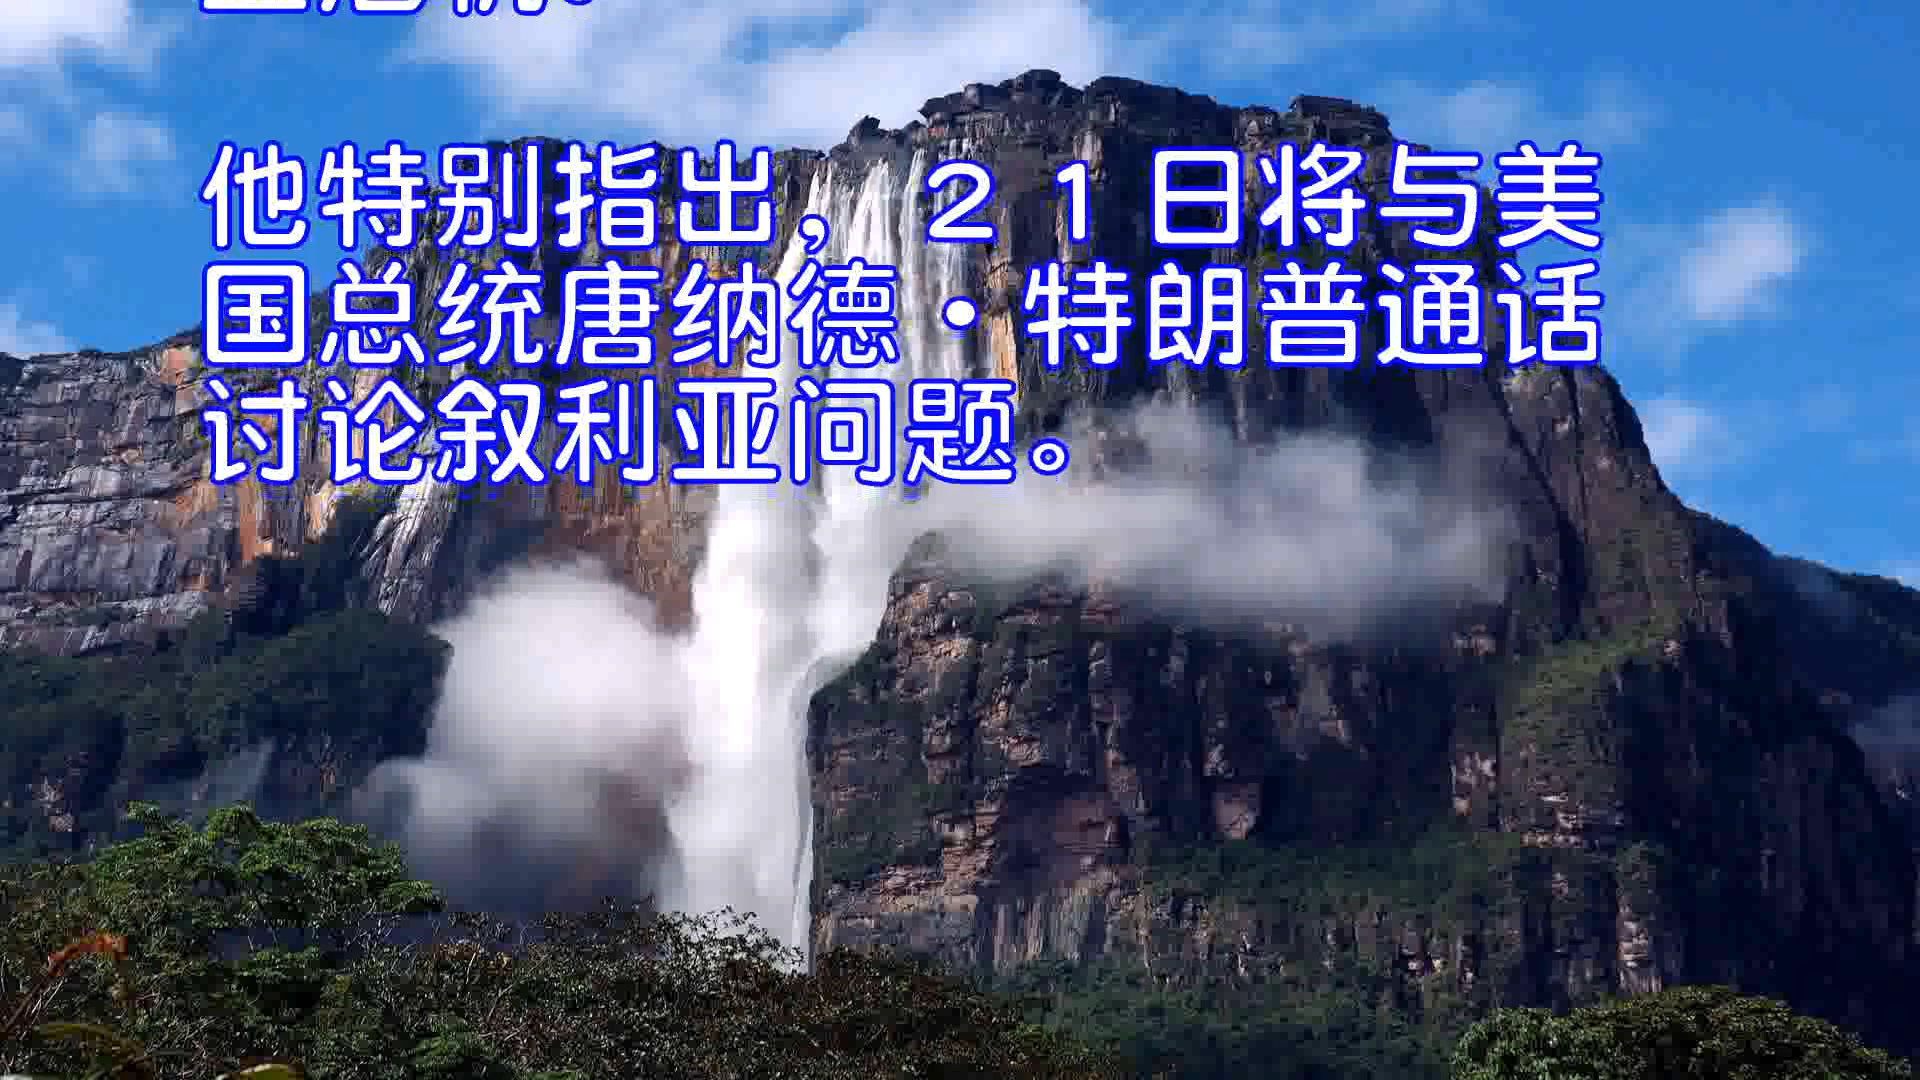 他特别指出，21日将与美
国总统唐纳德·特朗普通话
讨论叙利亚问题。